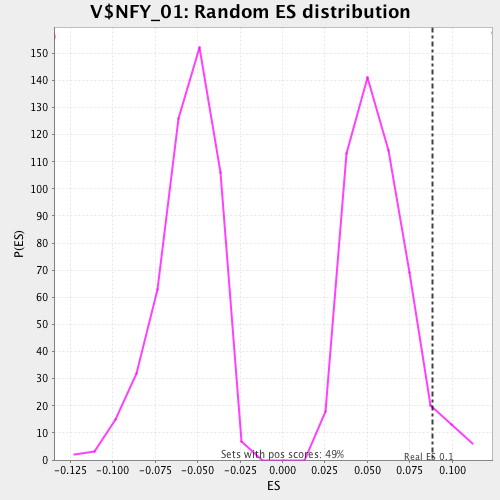 V$NFY_01: Random ES distribution
P(ES)
150
140
130
120
110
100
90
80
70
60
50
40
30
20
10
0
Sets with pos scores: 49%
Real ES 0.1
-0.125 -0.100 -0.075 -0.050 -0.025 0.000 0.025 0.050 0.075 0.100
ES